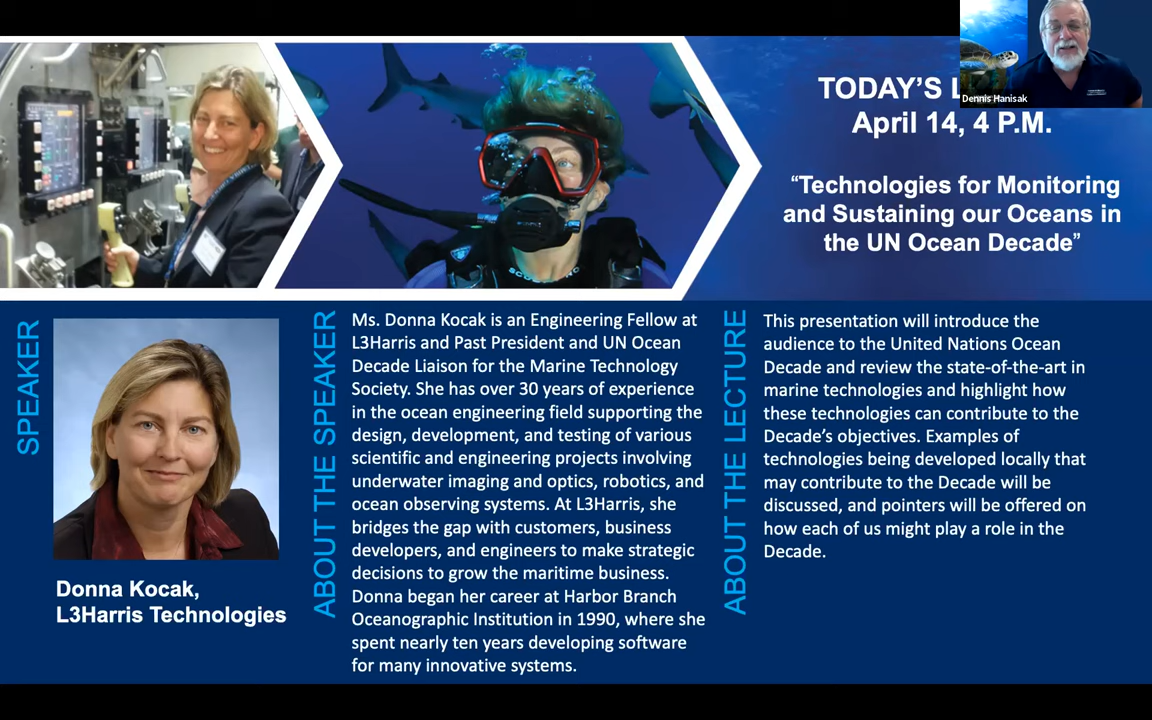 TODAY'S L
April 14, 4 P.M.
“Technologies for Monitoring
and Sustaining our Oceans in
the UN Ocean Decade”
Dennis Hanisak
SCUBAPRO
SPEAKER
Donna Kocak,
L3Harris Technologies
ABOUT THE SPEAKER
Ms. Donna Kocak is an Engineering Fellow at
L3Harris and Past President and UN Ocean
Decade Liaison for the Marine Technology
Society. She has over 30 years of experience
in the ocean engineering field supporting the
design, development, and testing of various
scientific and engineering projects involving
underwater imaging and optics, robotics, and
ocean observing systems. At L3Harris, she
bridges the gap with customers, business
developers, and engineers to make strategic
decisions to grow the maritime business.
Donna began her career at Harbor Branch
Oceanographic Institution in 1990, where she
spent nearly ten years developing software
for many innovative systems.
ABOUT THE LECTURE
This presentation will introduce the
audience to the United Nations Ocean
Decade and review the state-of-the-art in
marine technologies and highlight how
these technologies can contribute to the
Decade’s objectives. Examples of
technologies being developed locally that
may contribute to the Decade will be
discussed, and pointers will be offered on
how each of us might play a role in the
Decade.